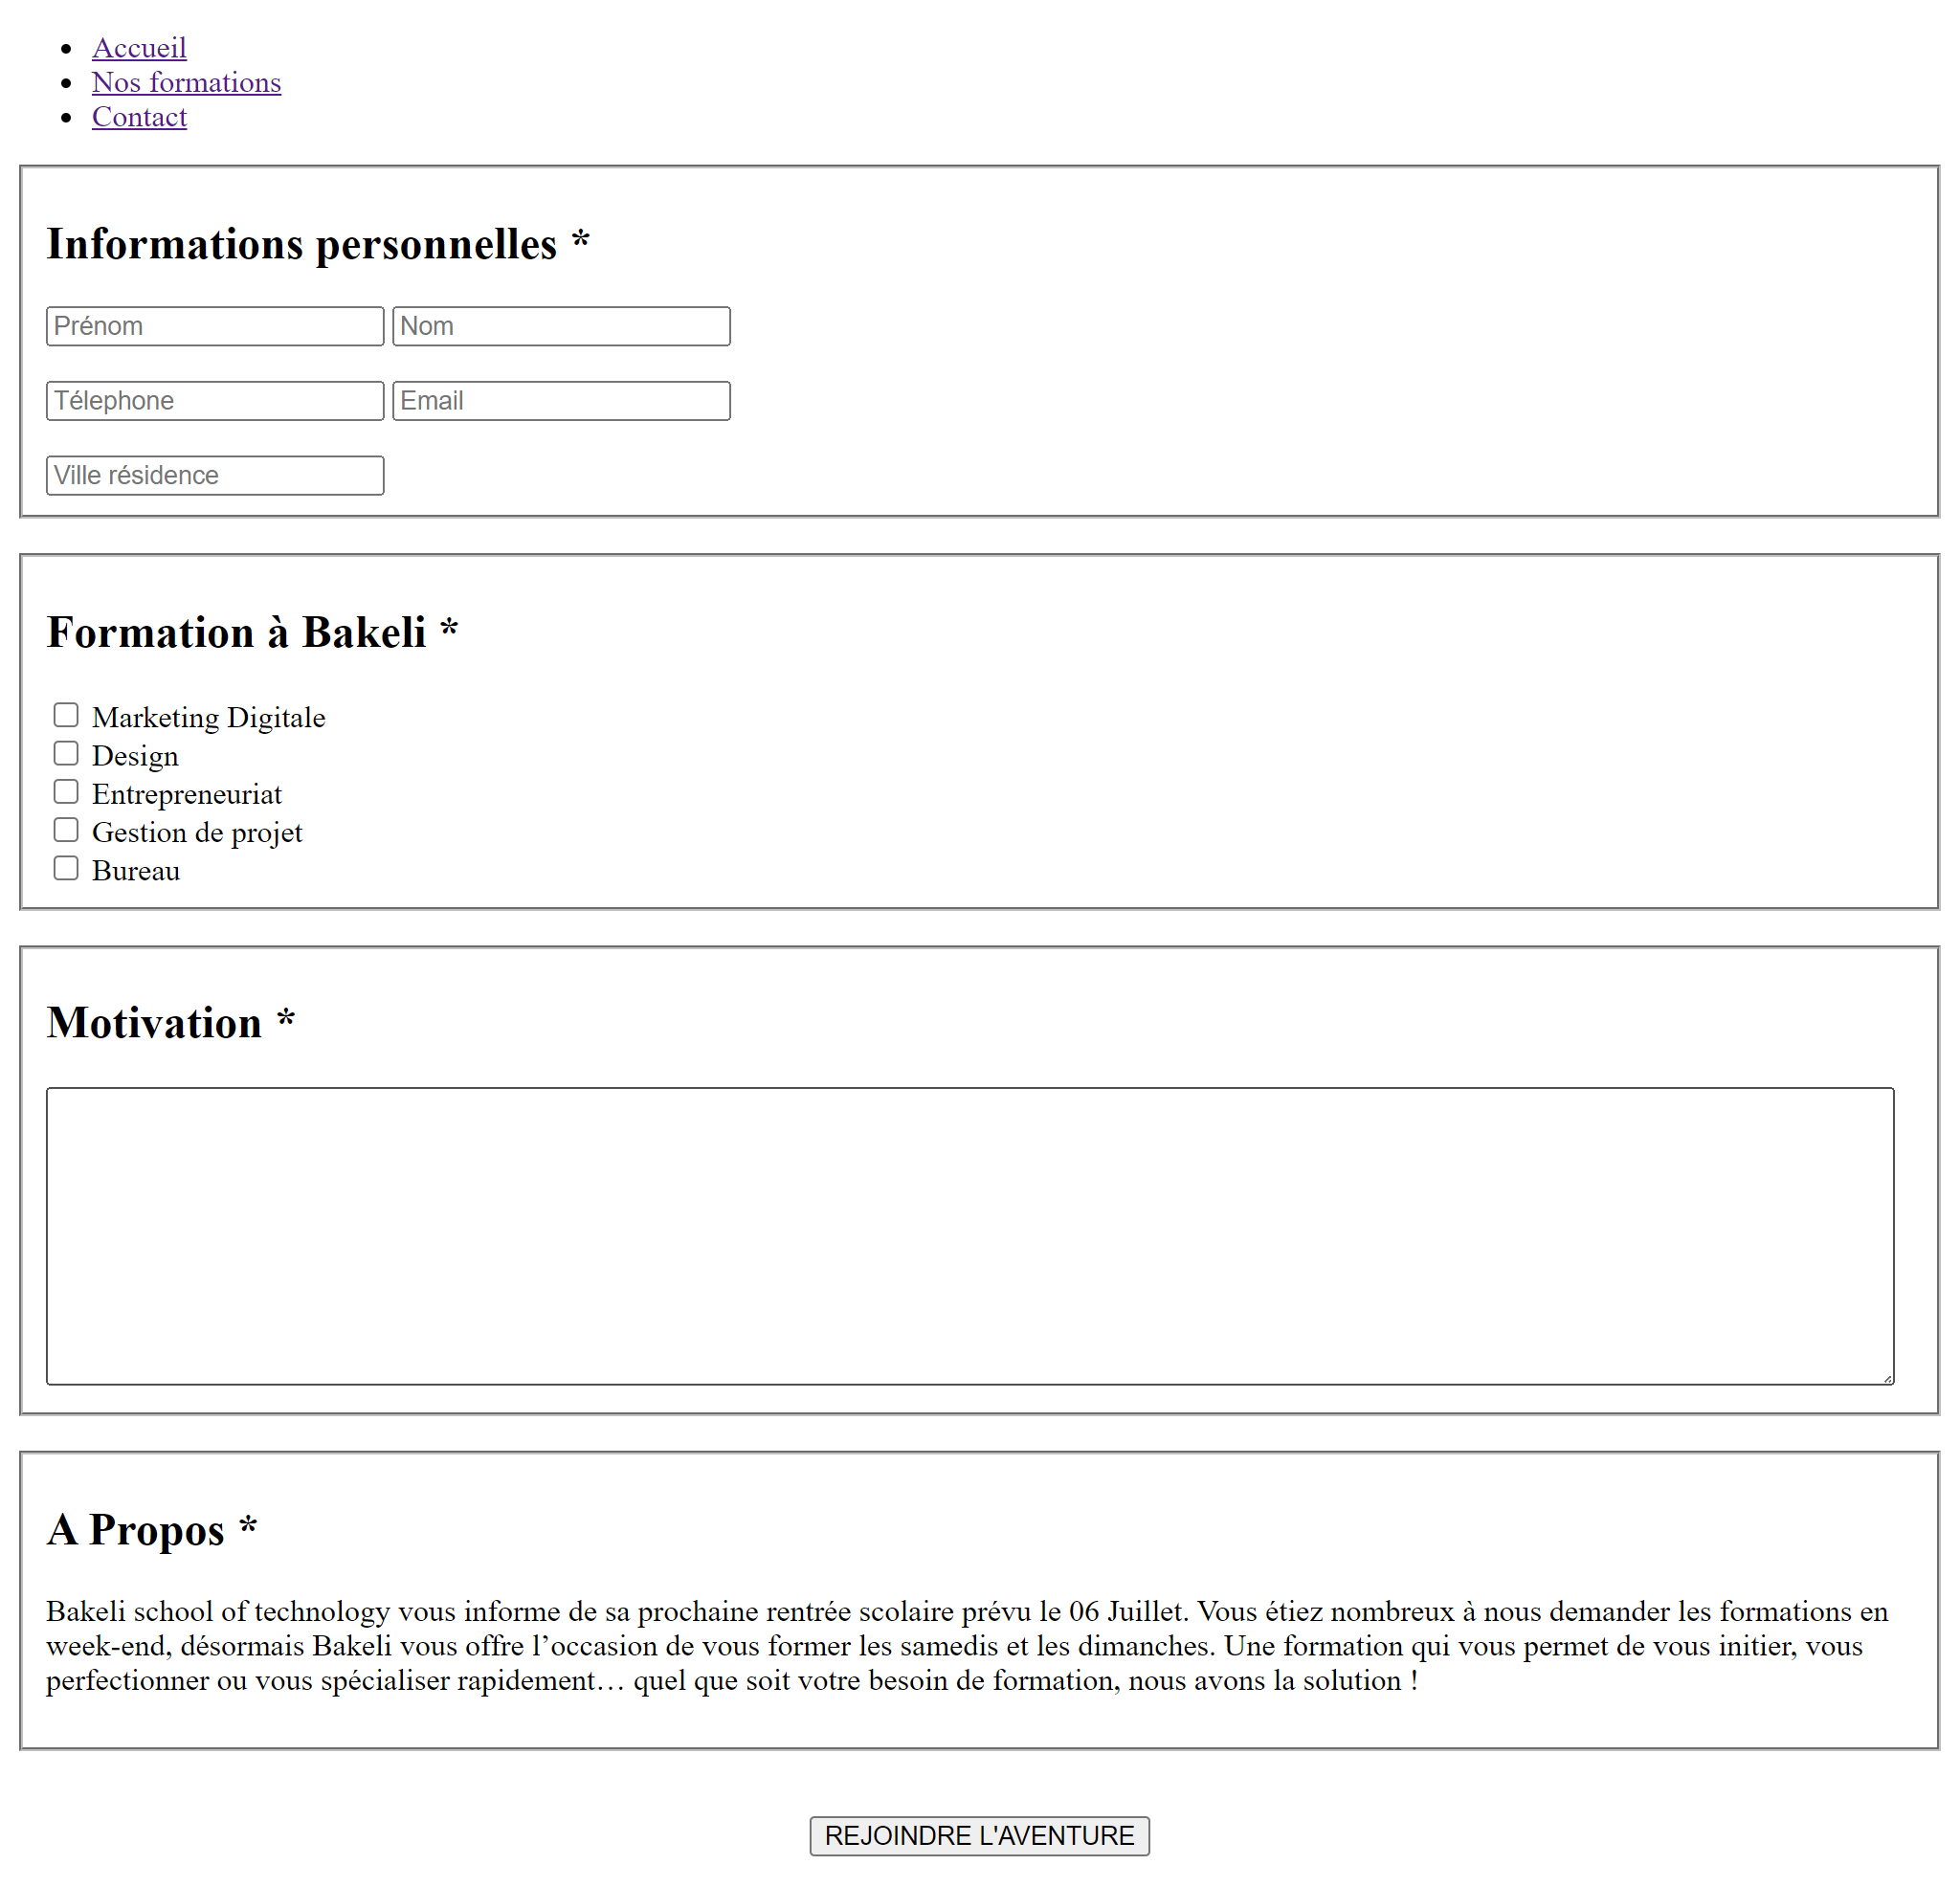 Accueil
Nos formations
Contact
Informations personnelles *
Prénom Nom
Télephone Email
Ville résidence
Formation à Bakeli *
Marketing Digitale
Design
Entrepreneuriat
Gestion de projet
Bureau
Motivation *
A Propos *
Bakeli school of technology vous informe de sa prochaine rentrée scolaire prévu le 06 Juillet. Vous étiez nombreux à nous demander les formations en
week-end, désormais Bakeli vous offre l’occasion de vous former les samedis et les dimanches. Une formation qui vous permet de vous initier, vous
perfectionner ou vous spécialiser rapidement… quel que soit votre besoin de formation, nous avons la solution !
REJOINDRE L'AVENTURE